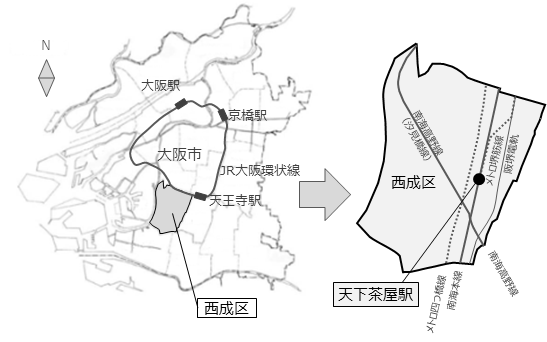 N
大阪駅
京橋駅
大阪市
JR大阪環状線
天王寺駅
西成区
南海高野線
(汐見橋線)
メトロ堺筋線
阪堺電軌
西成区
天下茶屋駅
メトロ四つ橋線
南海本線
南海高野線